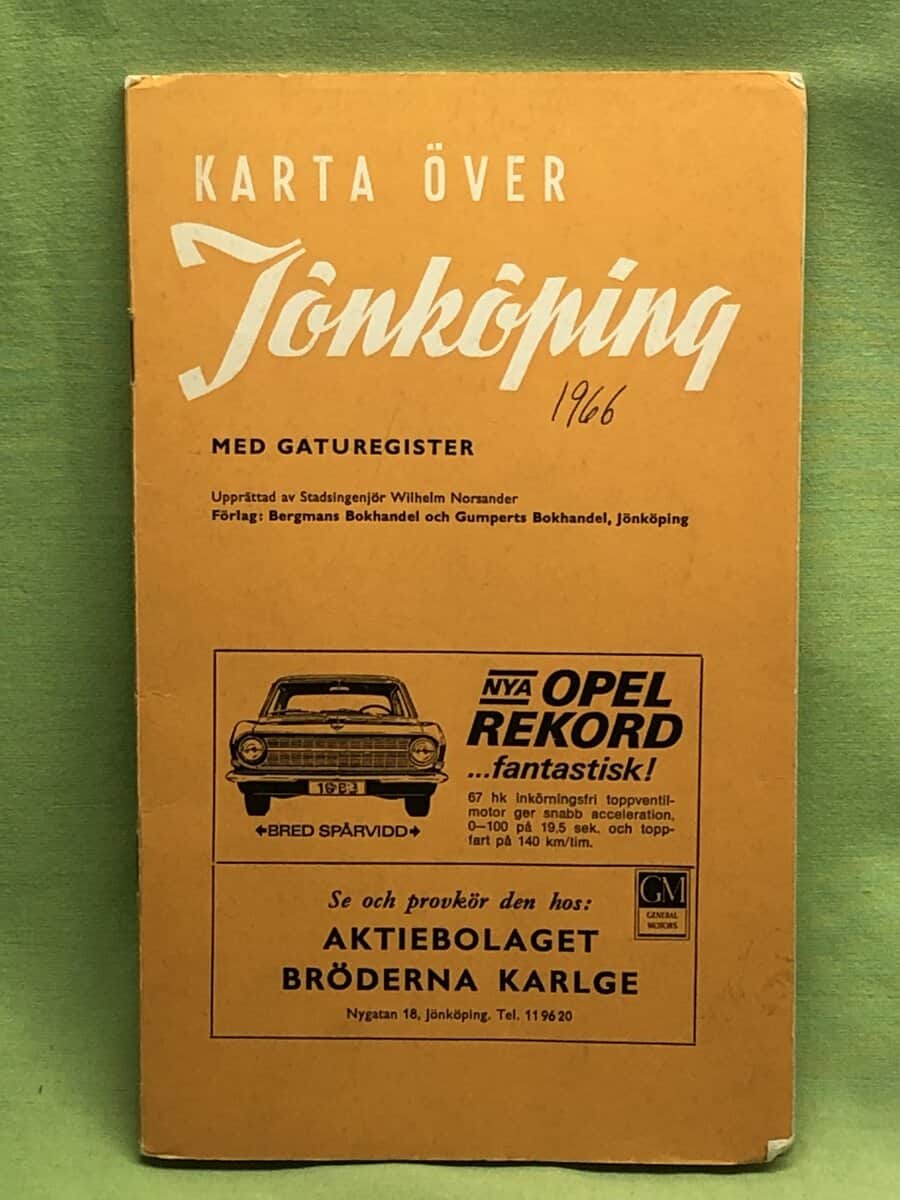 KARTA ÖVER
Jönköping
1966
MED GATUREGISTER
Upprättad av Stadsingenjör Wilhelm Norsander
Förlag: Bergmans Bokhandel och Gumperts Bokhandel, Jönköping
NYA OPEL
REKORD
...fantastisk!
67 hk inkörningsfri toppventil-
motor ger snabb acceleration,
0—100 på 19,5 sek. och topp-
fart på 140 km/tim.
←BRED SPÅRVIDD→
Se och provkör den hos:
AKTIEBOLAGET
BRÖDERNA KARLGE
Nygatan 18, Jönköping. Tel. 11 96 20
GM
GENERAL
MOTORS